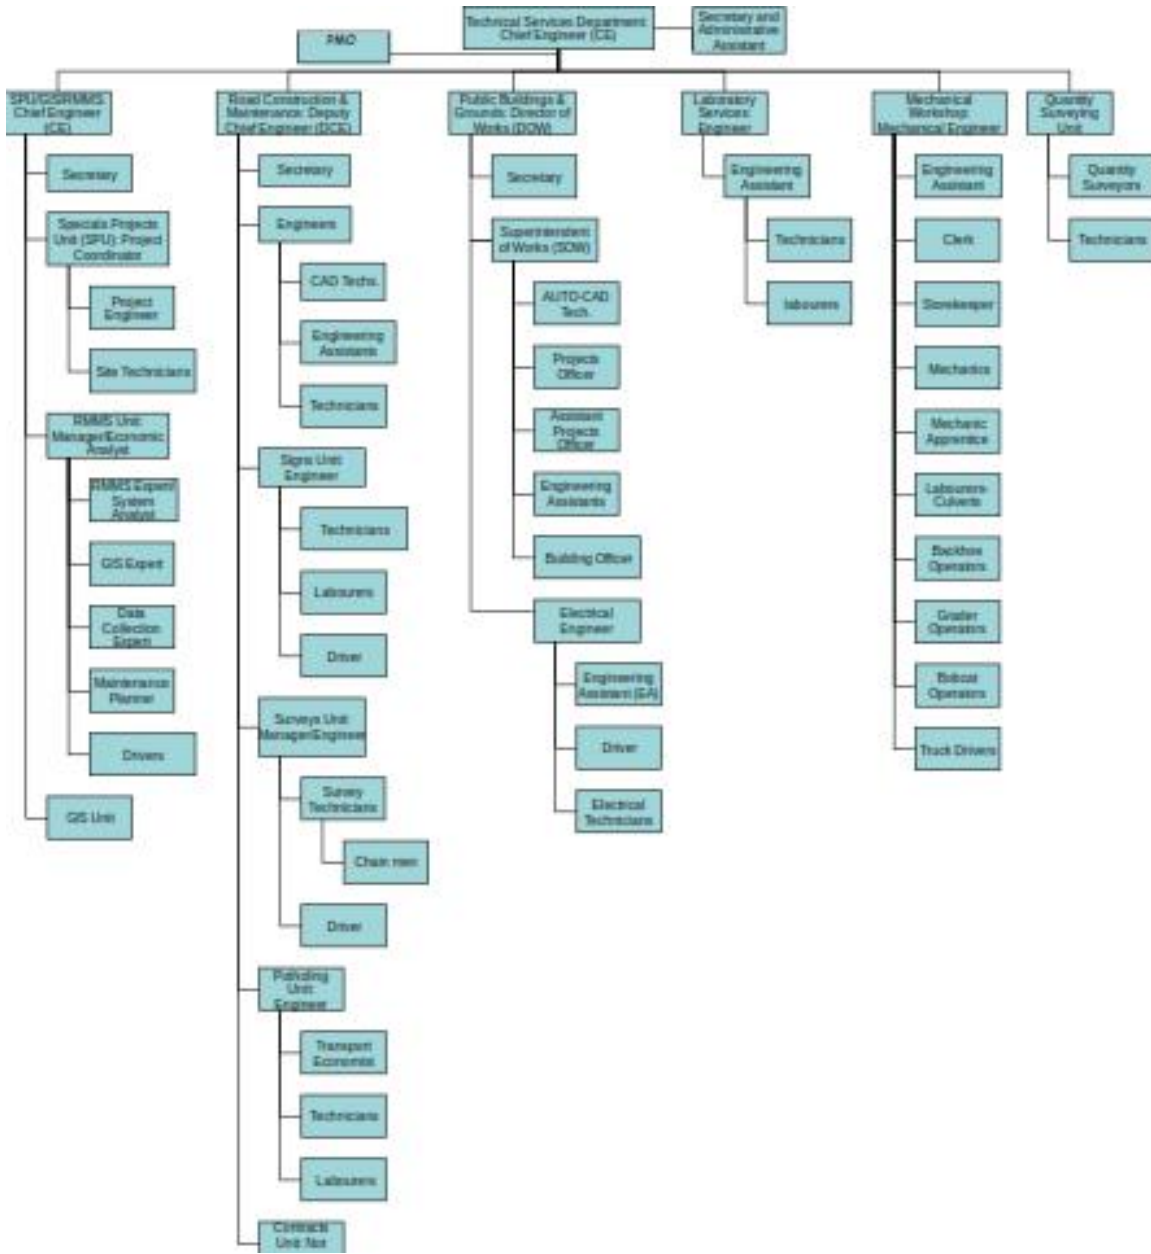 Technical Services Department:
Chief Engineer (CE)
Secretary and
Administrative
Assistant
PMO
SPU/GIS/RMMS:
Chief Engineer
(CE)
Road Construction &
Maintenance: Deputy
Chief Engineer (DCE)
Public Buildings &
Grounds: Director of
Works (DOW)
Laboratory
Services:
Engineer
Mechanical
Workshop:
Mechanical Engineer
Quantity
Surveying
Unit
Secretary
Specials Projects
Unit (SPU): Project
Coordinator
Project
Engineer
Site Technicians
RMMS Unit:
Manager/Economic
Analyst
RMMS Expert/
System
Analyst
GIS Expert
Data
Collection
Expert
Maintenance
Planner
Drivers
GIS Unit
Secretary
Engineers
CAD Techs.
Engineering
Assistants
Technicians
Signs Unit:
Engineer
Technicians
Labourers
Driver
Surveys Unit:
Manager/Engineer
Survey
Technicians
Chain men
Driver
Potholing
Unit:
Engineer
Transport
Economist
Technicians
Labourers
Contracts
Unit: Not
Secretary
Superintendent
of Works (SOW)
AUTO-CAD
Tech.
Projects
Officer
Assistant
Projects
Officer
Engineering
Assistants
Building Officer
Electrical
Engineer
Engineering
Assistant (EA)
Driver
Electrical
Technicians
Engineering
Assistant
Technicians
labourers
Engineering
Assistant
Clerk
Storekeeper
Mechanics
Mechanic
Apprentice
Labourers-
Culverts
Backhoe
Operators
Grader
Operators
Bobcat
Operators
Truck Drivers
Quantity
Surveyors
Technicians